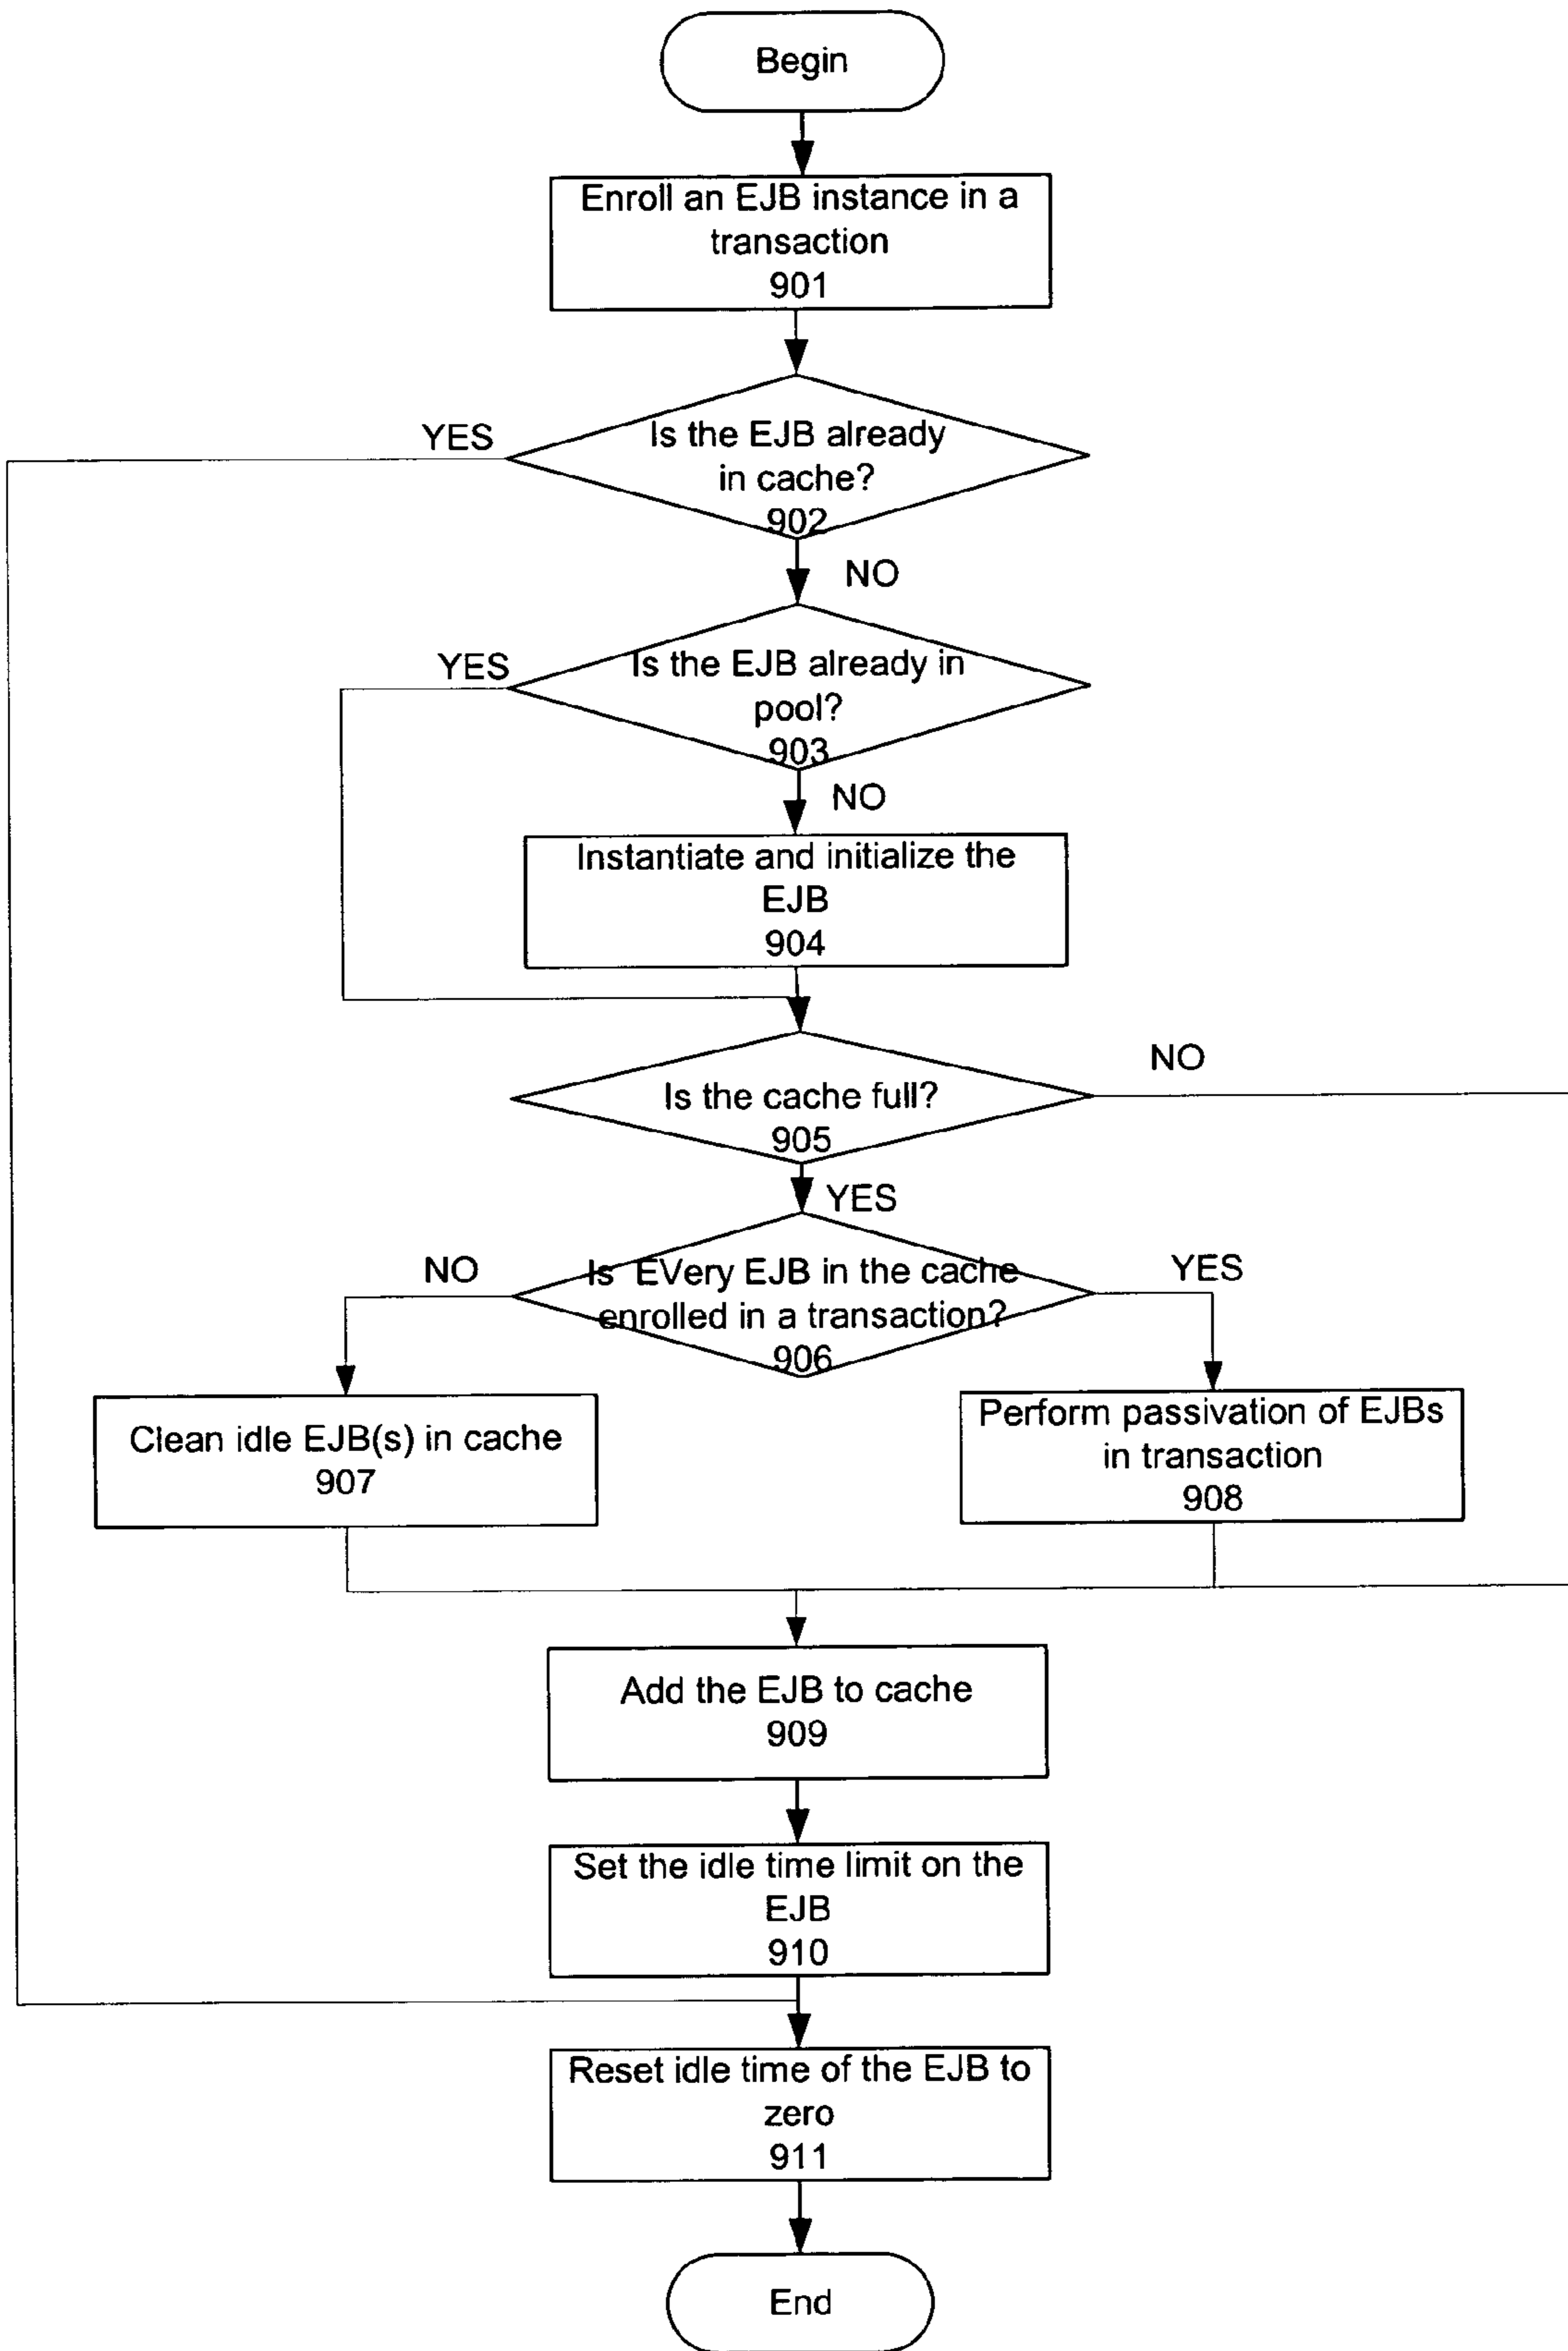 Begin
Enroll an EJB instance in a
transaction
901
YES
Is the EJB already
in cache?
902
NO
YES
Is the EJB already in
pool?
903
NO
Instantiate and initialize the
EJB
904
NO
Is the cache full?
905
YES
NO
Is EVery EJB in the cache
enrolled in a transaction?
906
YES
Clean idle EJB(s) in cache
907
Perform passivation of EJBs
in transaction
908
Add the EJB to cache
909
Set the idle time limit on the
EJB
910
Reset idle time of the EJB to
zero
911
End